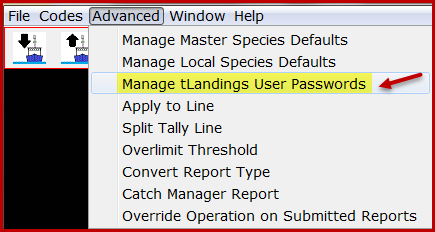 File Codes Advanced Window Help
Manage Master Species Defaults
Manage Local Species Defaults
Manage tLandings User Passwords
Apply to Line
Split Tally Line
Overlimit Threshold
Convert Report Type
Catch Manager Report
Override Operation on Submitted Reports